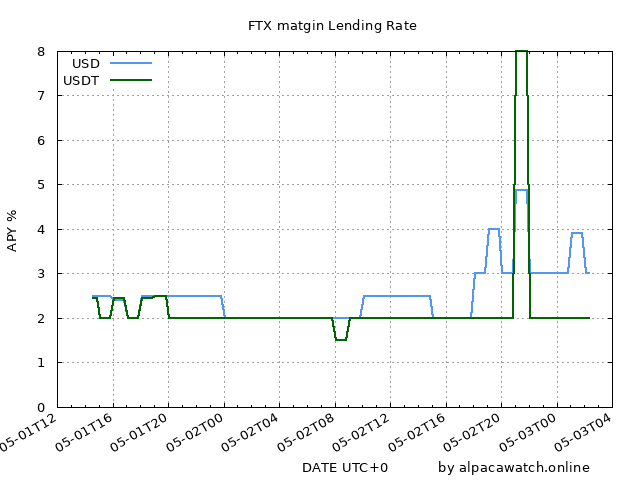 FTX matgin Lending Rate
USD
USDT
8
7
6
5
4
3
2
1
0
APY %
05-01T12
05-01T16
05-01T20
05-02T00
05-02T04
05-02T08
05-02T12
05-02T16
05-02T20
05-03T00
05-03T04
DATE UTC+0
by alpacawatch.online